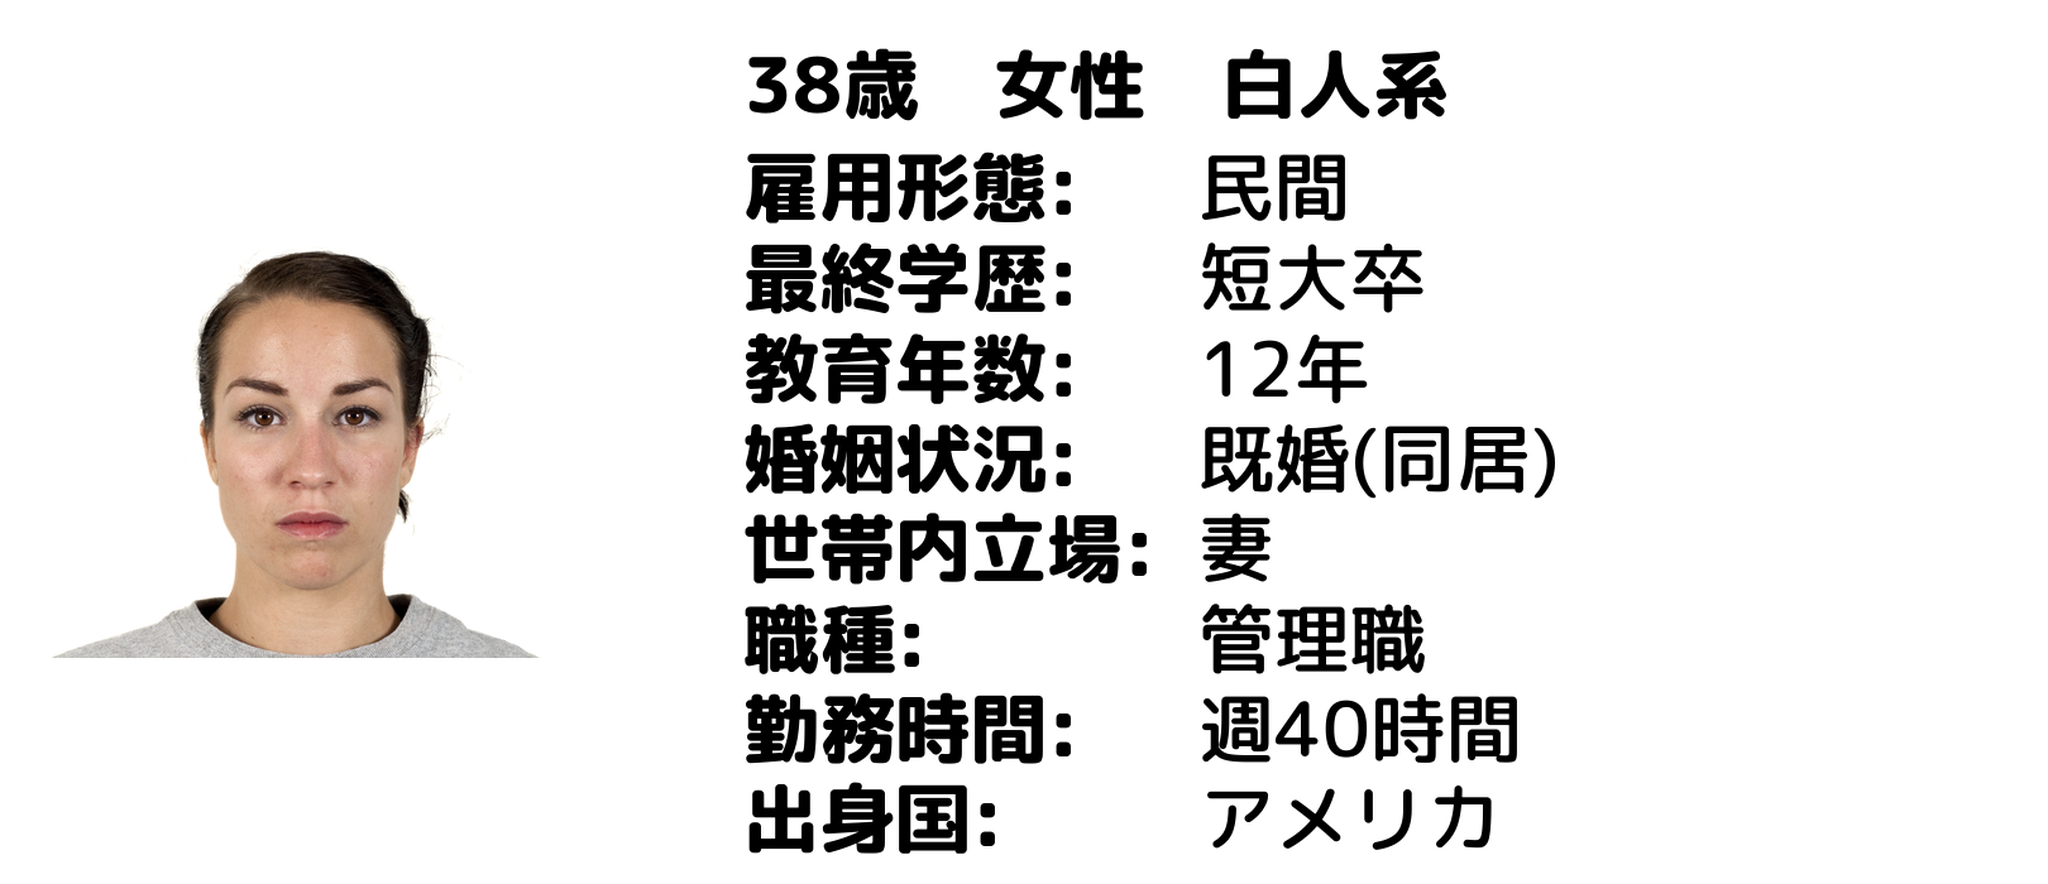 38歳　女性　白人系
雇用形態: 民間
最終学歴: 短大卒
教育年数: 12年
婚姻状況: 既婚(同居)
世帯内立場: 妻
職種: 管理職
勤務時間: 週40時間
出身国: アメリカ